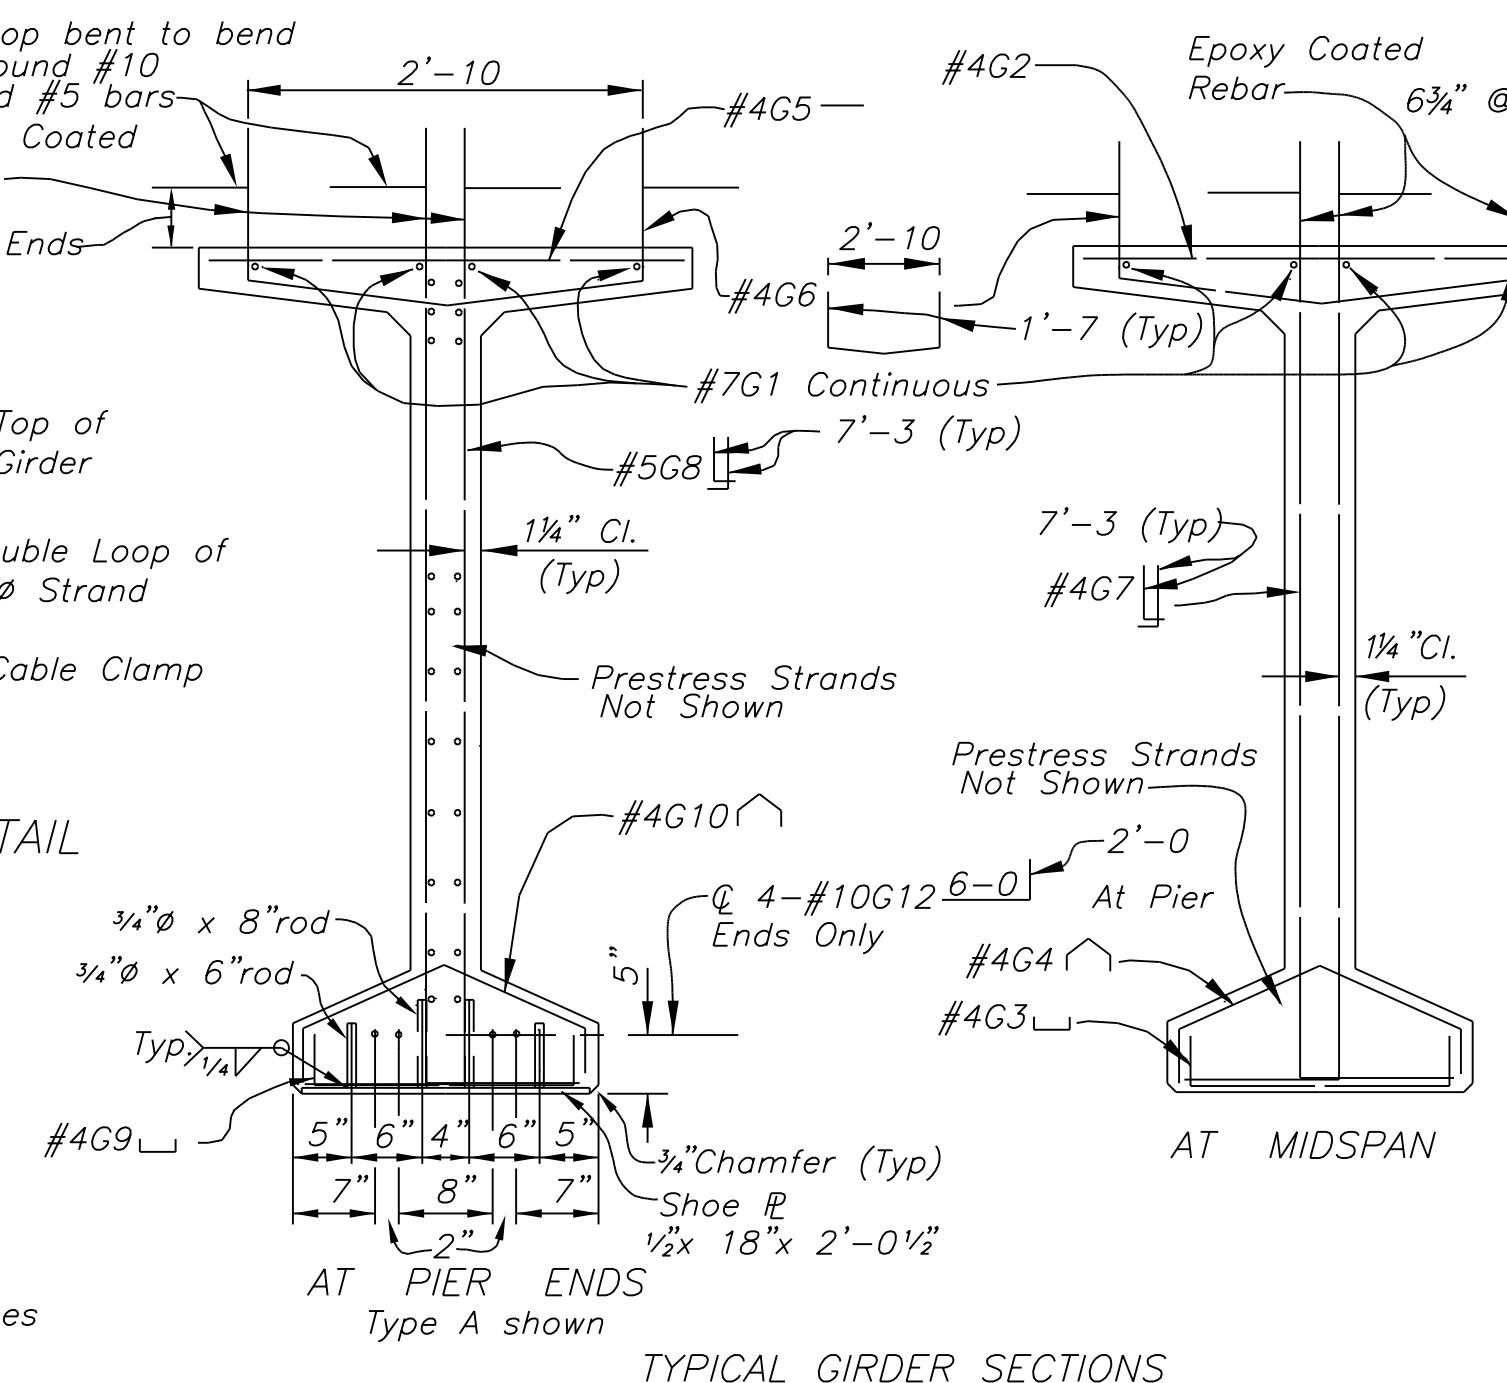 op bent to bend
ound #10
d #5 bars
Coated
Ends
Top of
Girder
uble Loop of
Ø Strand
Cable Clamp
TAIL
es
2'-10
#4G5
#4G6
2'-10
1'-7 (Typ)
#7G1 Continuous
#5G8
7'-3 (Typ)
1¼" Cl.
(Typ)
Prestress Strands
Not Shown
#4G10
¾"Ø x 8"rod
¾"Ø x 6"rod
Typ.
1/4
#4G9
5"
℄ 4-#10G12
Ends Only
6-0
2'-0
At Pier
5" 6" 4" 6" 5"
7" 8" 7"
2"
¾"Chamfer (Typ)
Shoe ℙL
½"x 18"x 2'-0½"
AT PIER ENDS
Type A shown
#4G2
Epoxy Coated
Rebar
6¾" @
7'-3 (Typ)
#4G7
1¼"Cl.
(Typ)
Prestress Strands
Not Shown
#4G4
#4G3
AT MIDSPAN
TYPICAL GIRDER SECTIONS